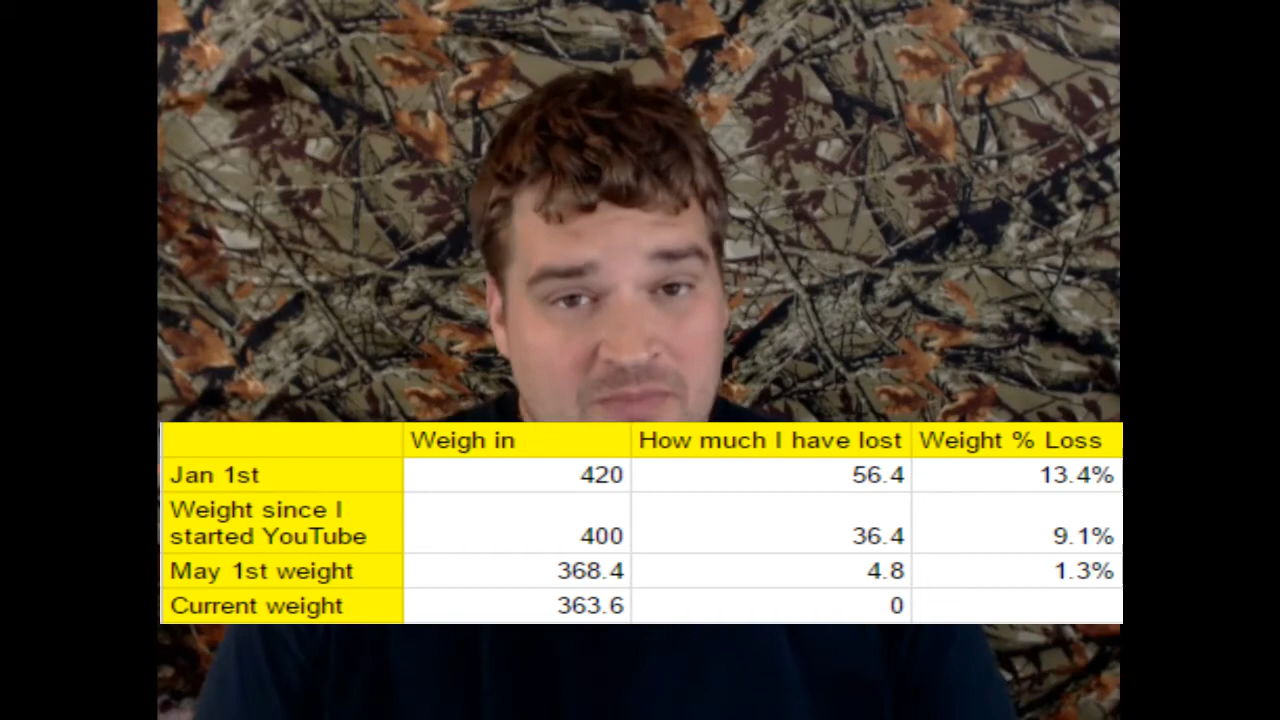 Weigh in How much I have lost Weight % Loss
Jan 1st 420 56.4 13.4%
Weight since I
started YouTube 400 36.4 9.1%
May 1st weight 368.4 4.8 1.3%
Current weight 363.6 0